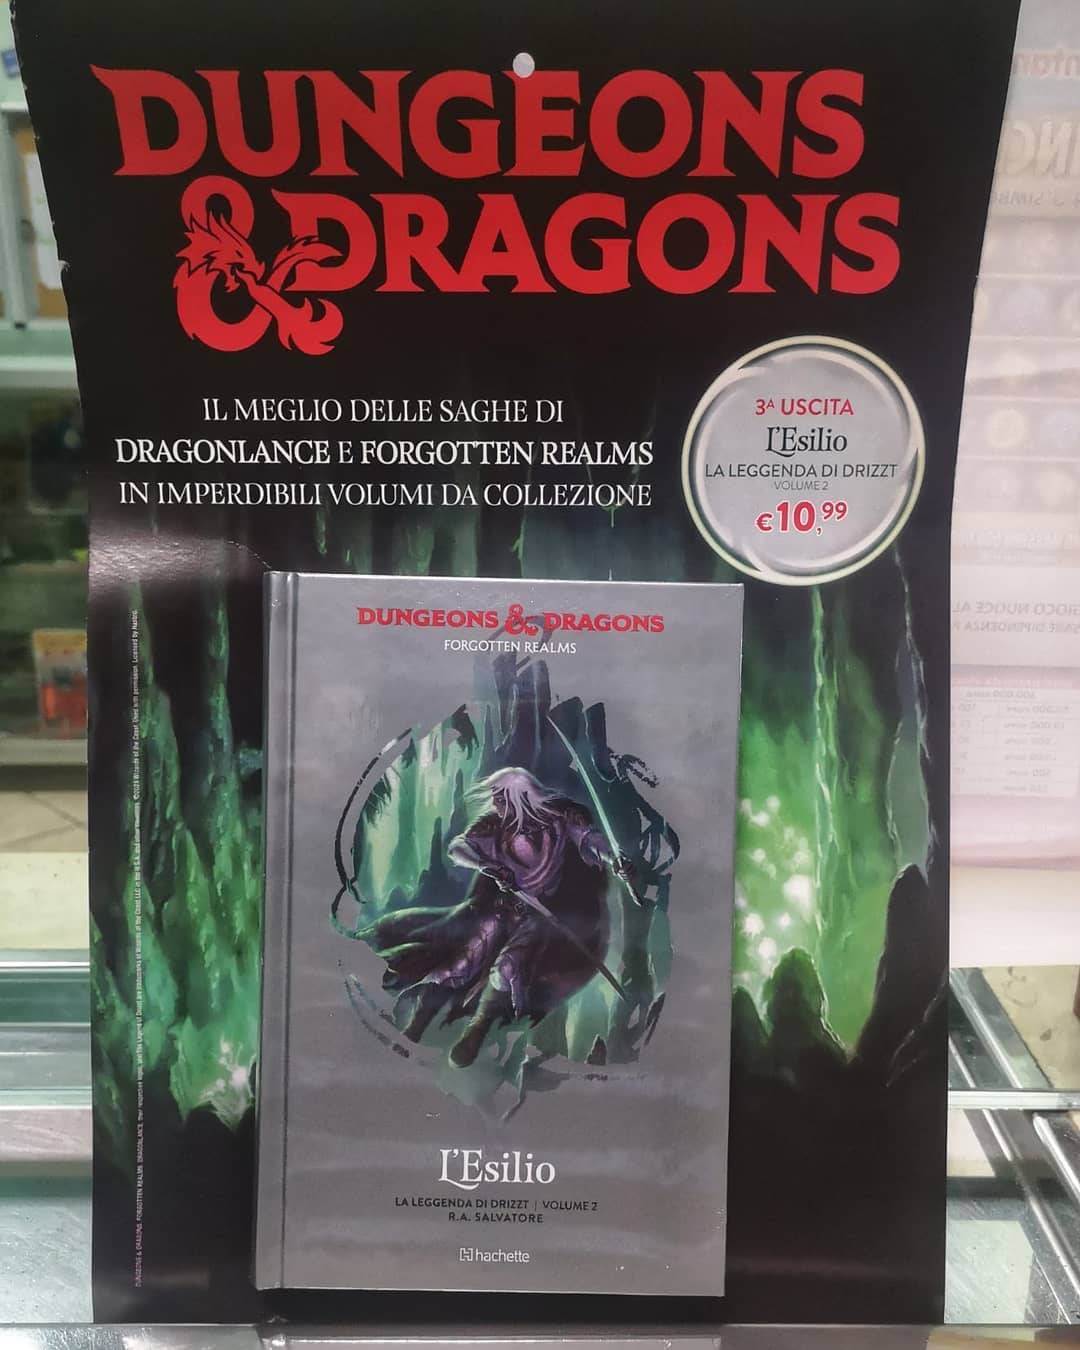 DUNGEONS
& DRAGONS
IL MEGLIO DELLE SAGHE DI
DRAGONLANCE E FORGOTTEN REALMS
IN IMPERDIBILI VOLUMI DA COLLEZIONE
3ª USCITA
L'Esilio
LA LEGGENDA DI DRIZZT
VOLUME 2
€10,99
DUNGEONS & DRAGONS
FORGOTTEN REALMS
L'Esilio
LA LEGGENDA DI DRIZZT | VOLUME 2
R.A. SALVATORE
hachette